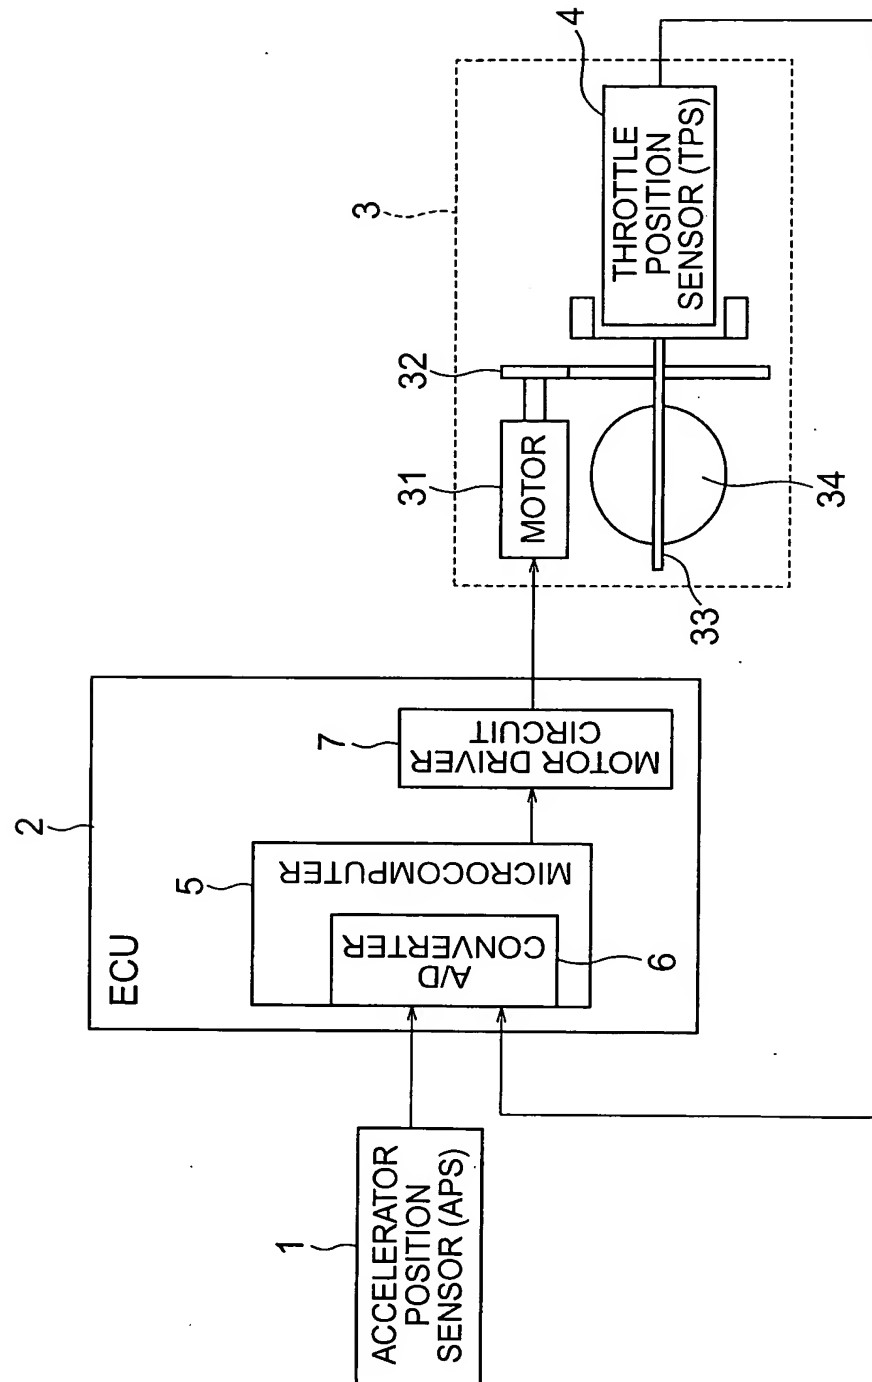 1
ACCELERATOR
POSITION
SENSOR (APS)
2
ECU
5
MICROCOMPUTER
A/D
CONVERTER
6
7
MOTOR DRIVER
CIRCUIT
3
31
MOTOR
32
33
34
4
THROTTLE
POSITION
SENSOR (TPS)